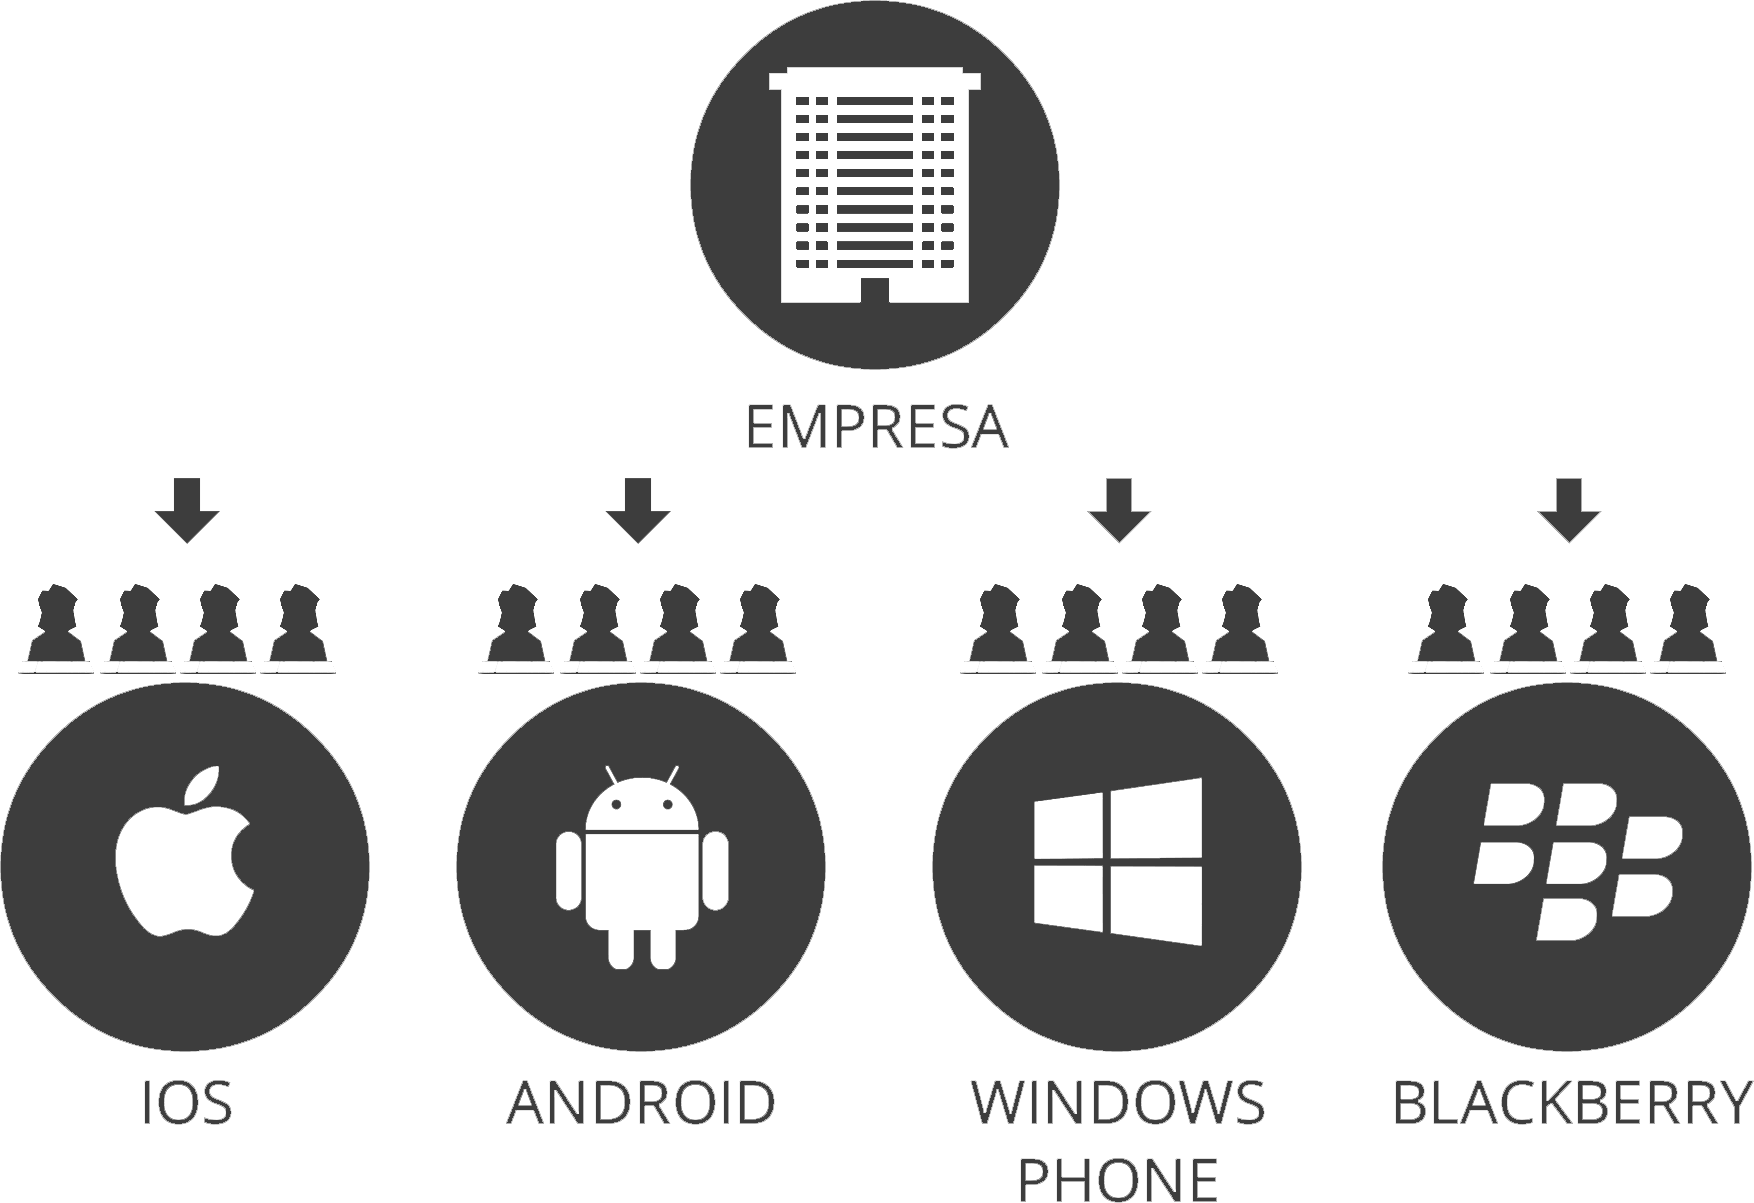 EMPRESA
IOS
ANDROID
WINDOWS
PHONE
BLACKBERRY